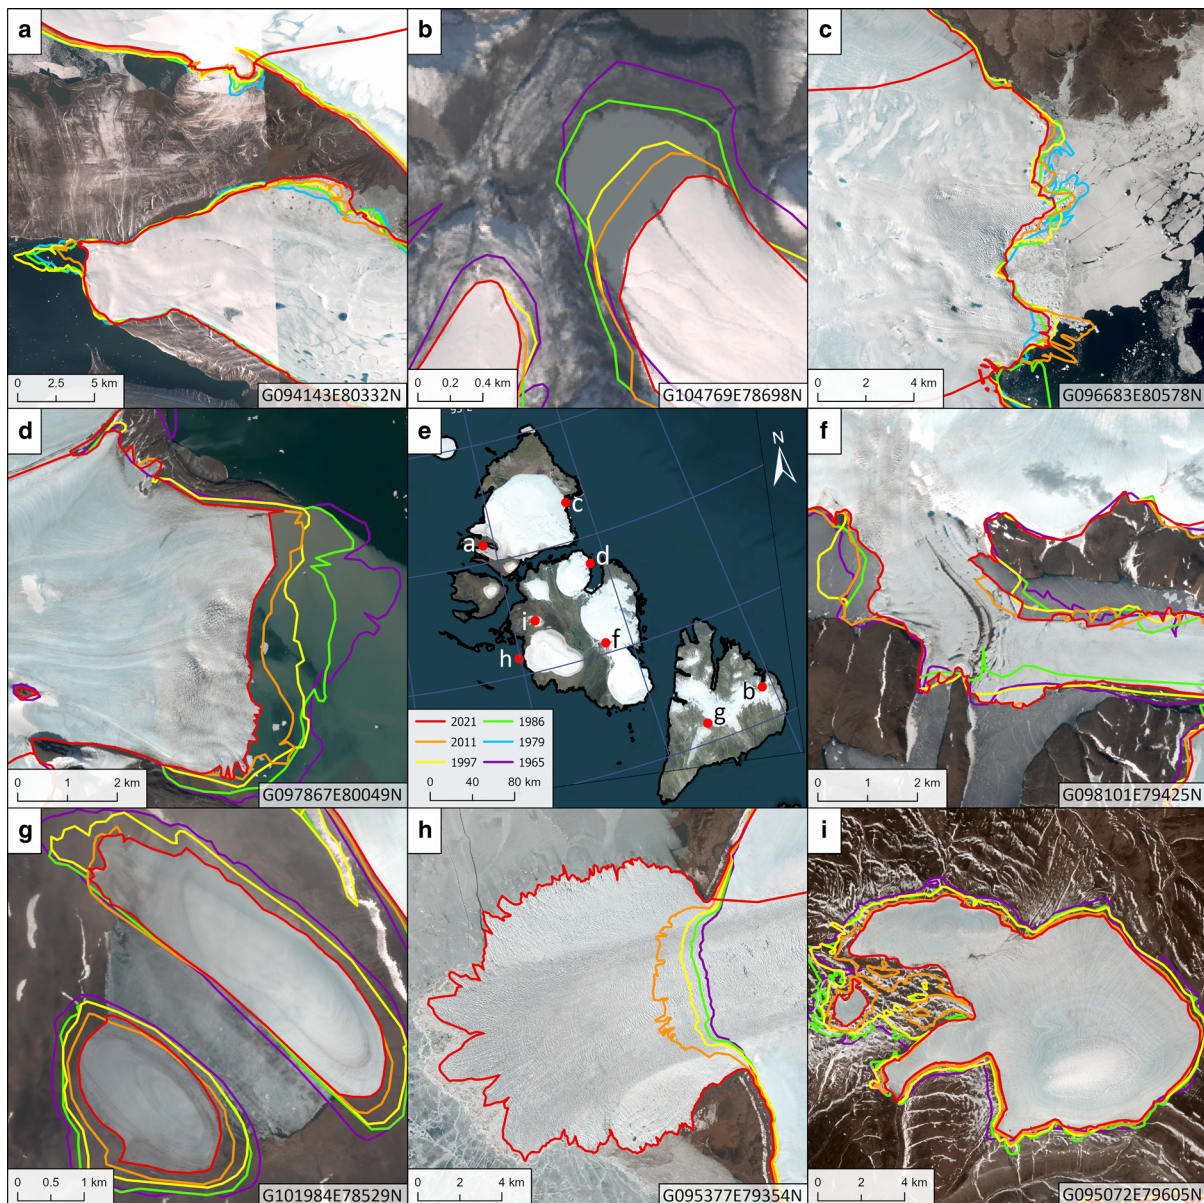 a
0 2.5 5 km
G094143E80332N
b
0 0.2 0.4 km
G104769E78698N
c
0 2 4 km
G096683E80578N
d
0 1 2 km
G097867E80049N
e
N
c
a
d
i
f
h
b
g
2021 1986
2011 1979
1997 1965
0 40 80 km
f
0 1 2 km
G098101E79425N
g
0 0.5 1 km
G101984E78529N
h
0 2 4 km
G095377E79354N
i
0 1 2 km
G095072E79605N